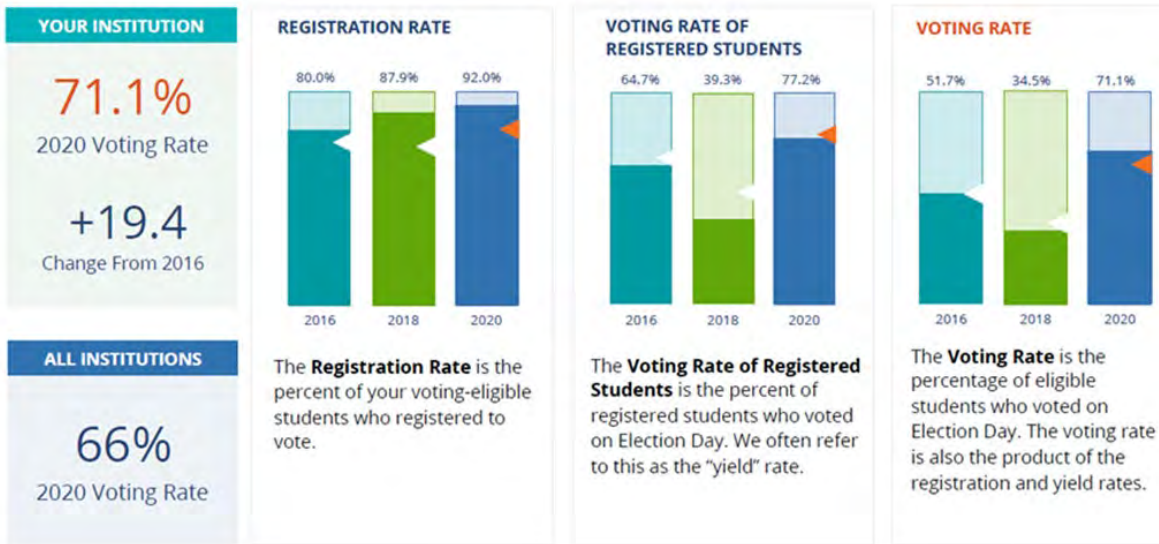 YOUR INSTITUTION
71.1%
2020 Voting Rate
+19.4
Change From 2016
ALL INSTITUTIONS
66%
2020 Voting Rate
REGISTRATION RATE
80.0% 87.9% 92.0%
2016 2018 2020
The Registration Rate is the
percent of your voting-eligible
students who registered to
vote.
VOTING RATE OF
REGISTERED STUDENTS
64.7% 39.3% 77.2%
2016 2018 2020
The Voting Rate of Registered
Students is the percent of
registered students who voted
on Election Day. We often refer
to this as the “yield” rate.
VOTING RATE
51.7% 34.5% 71.1%
2016 2018 2020
The Voting Rate is the
percentage of eligible
students who voted on
Election Day. The voting rate
is also the product of the
registration and yield rates.